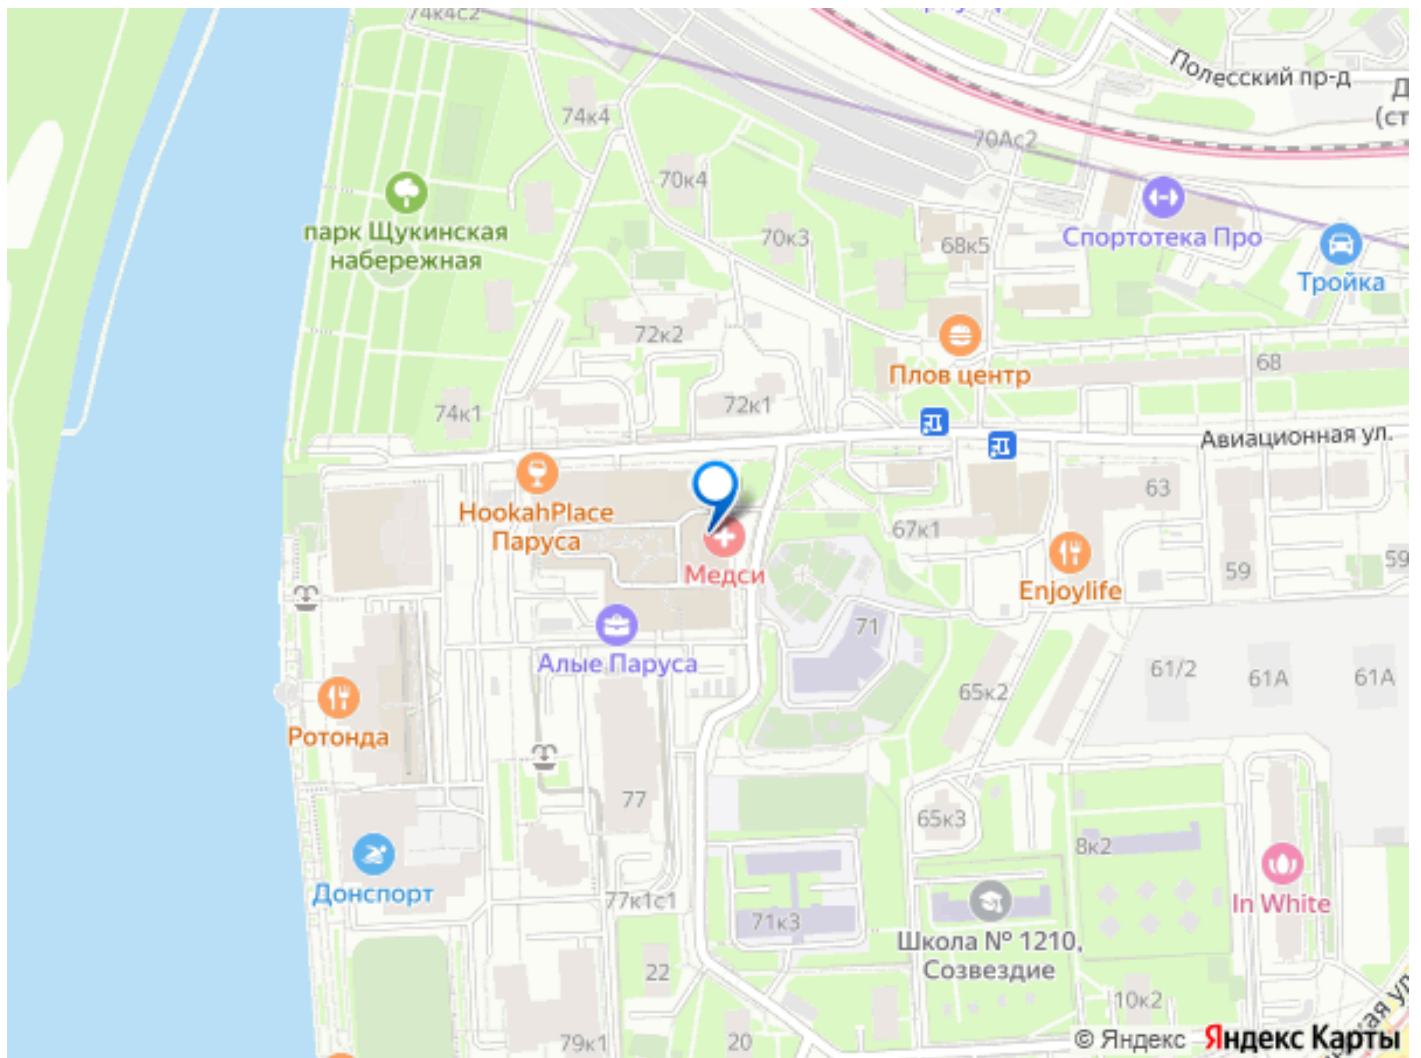 74к4с2
Полесский пр-д
74к4
70Ас2
Д
(ст
70к4
парк Щукинская
набережная
70к3
68к5
Спортотека Про
Тройка
72к2
Плов центр
68
74к1
72к1
Авиационная ул.
HookahPlace
Паруса
63
67к1
Медси
Enjoylife
59
59
71
Алые Паруса
65к2
61/2
61А
61А
Ротонда
77
65к3
8к2
Донспорт
77к1с1
71к3
In White
Школа № 1210,
Созвездие
22
10к2
79к1
20
ая ул
© Яндекс Яндекс Карты